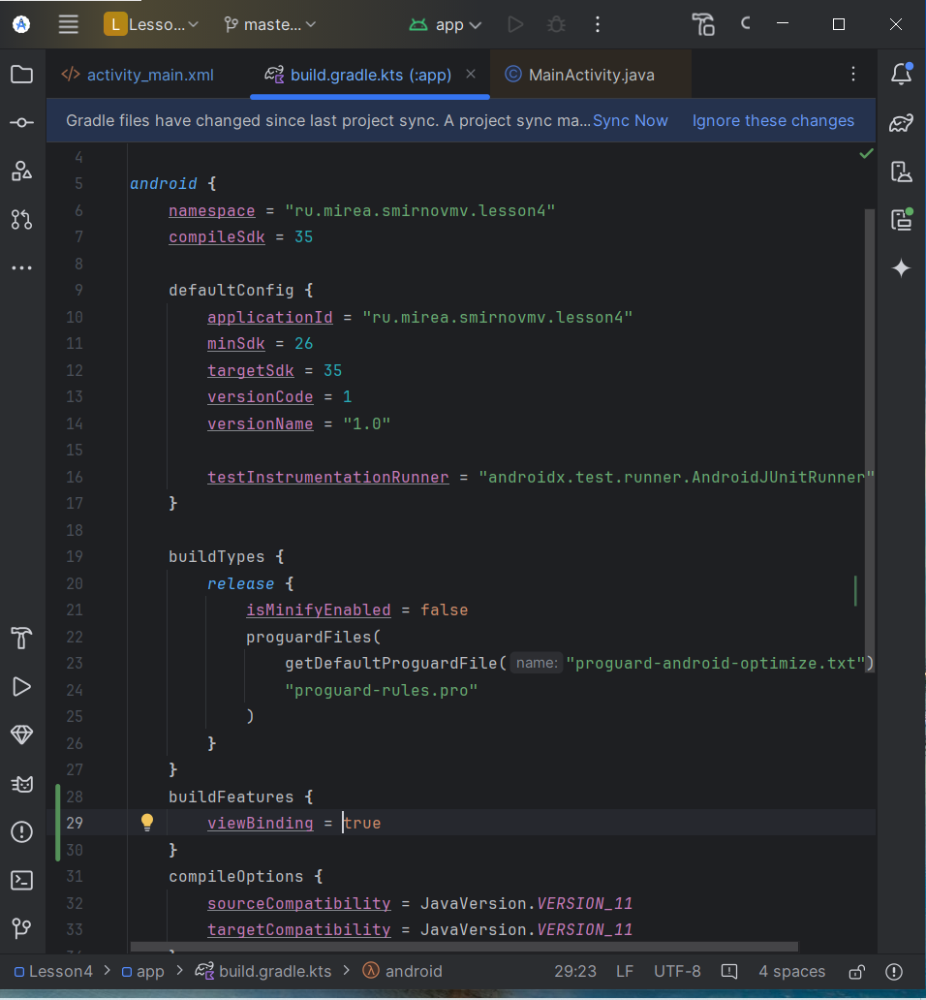 L Lesso... maste... app
activity_main.xml build.gradle.kts (:app) MainActivity.java
Gradle files have changed since last project sync. A project sync ma... Sync Now Ignore these changes
4
5 android {
6 namespace = "ru.mirea.smirnovmv.lesson4"
7 compileSdk = 35
8
9 defaultConfig {
10 applicationId = "ru.mirea.smirnovmv.lesson4"
11 minSdk = 26
12 targetSdk = 35
13 versionCode = 1
14 versionName = "1.0"
15
16 testInstrumentationRunner = "androidx.test.runner.AndroidJUnitRunner"
17 }
18
19 buildTypes {
20 release {
21 isMinifyEnabled = false
22 proguardFiles(
23 getDefaultProguardFile( name: "proguard-android-optimize.txt")
24 "proguard-rules.pro"
25 )
26 }
27 }
28 buildFeatures {
29 viewBinding = true
30 }
31 compileOptions {
32 sourceCompatibility = JavaVersion.VERSION_11
33 targetCompatibility = JavaVersion.VERSION_11
Lesson4 > app > build.gradle.kts > android 29:23 LF UTF-8 4 spaces